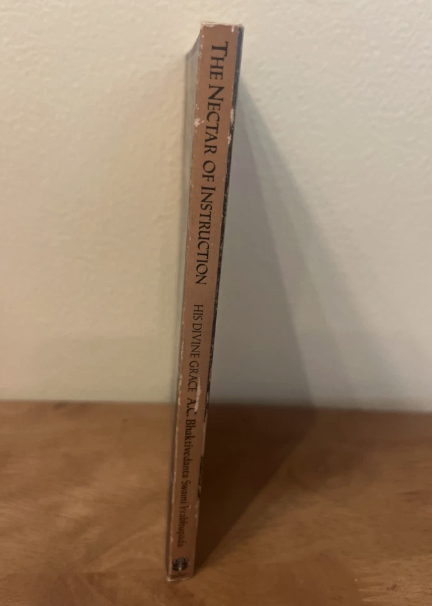 THE NECTAR OF INSTRUCTION
HIS DIVINE GRACE A.C. Bhaktivedanta Swami Prabhupāda